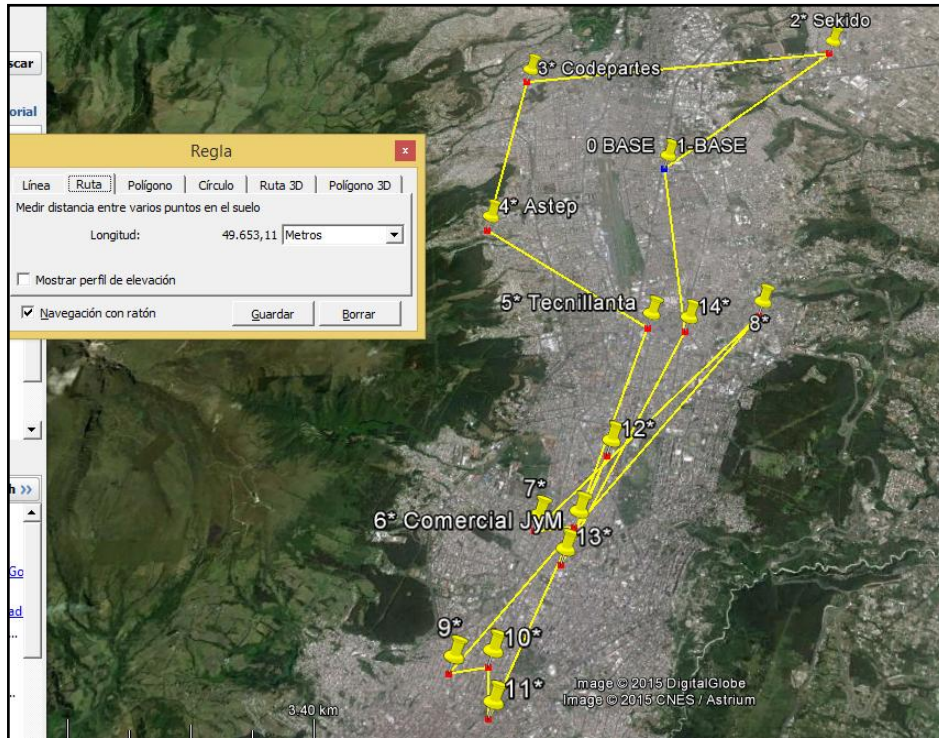 2* Sekido
scar
3* Codepartes
orial
Regla
x
0 BASE
1-BASE
Línea
Ruta
Polígono
Círculo
Ruta 3D
Polígono 3D
Medir distancia entre varios puntos en el suelo
4* Astep
Longitud:
49.653,11
Metros
Mostrar perfil de elevación
5* Tecnillanta
14*
8*
Navegación con ratón
Guardar
Borrar
12*
7*
h >>
6* Comercial JyM
13*
Go
ad
...
9*
10*
...
11*
Image © 2015 DigitalGlobe
Image © 2015 CNES / Astrium
3.40 km